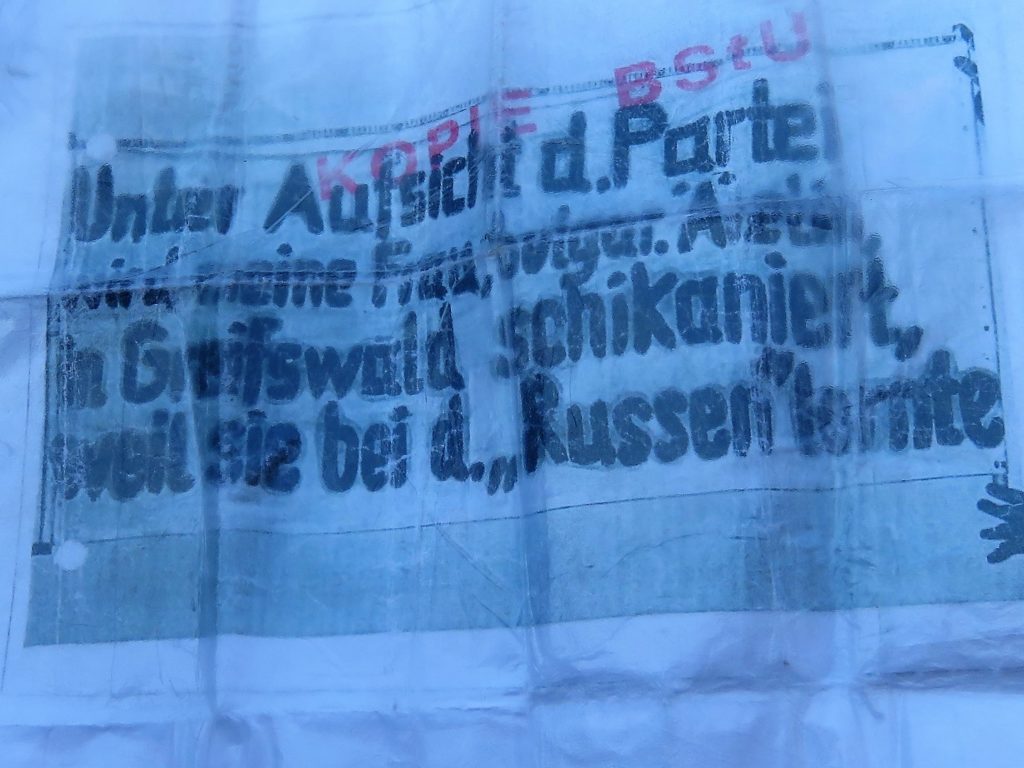 KOPIE BStU
Unter Aufsicht d. Partei
wird meine Frau, bulgar. Ärztin
in Greifswald schikaniert,
weil sie bei d. „Russen" lernte